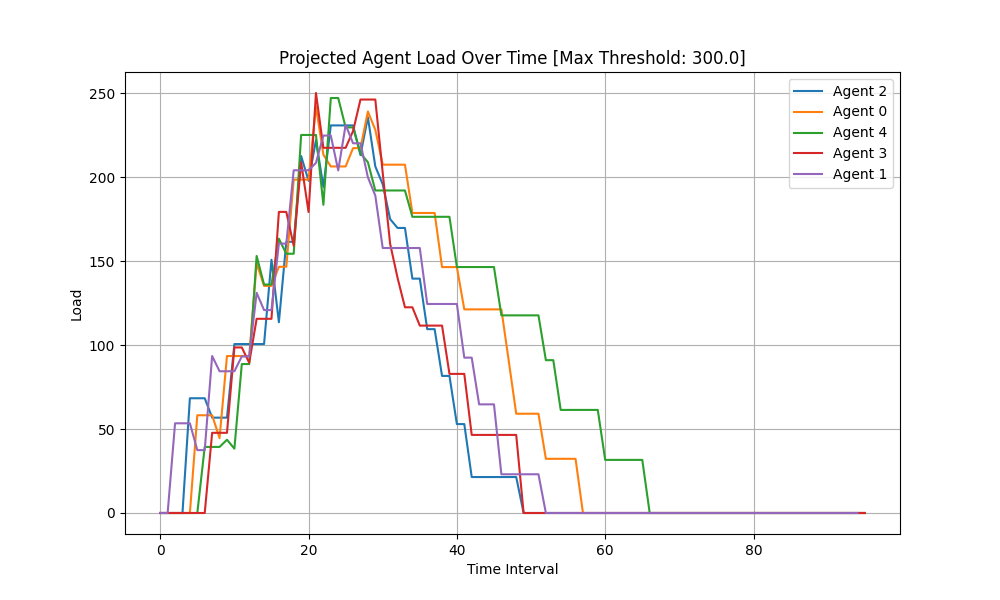 Projected Agent Load Over Time [Max Threshold: 300.0]
Agent 2
Agent 0
Agent 4
Agent 3
Agent 1
250
200
150
100
50
0
Load
0 20 40 60 80
Time Interval